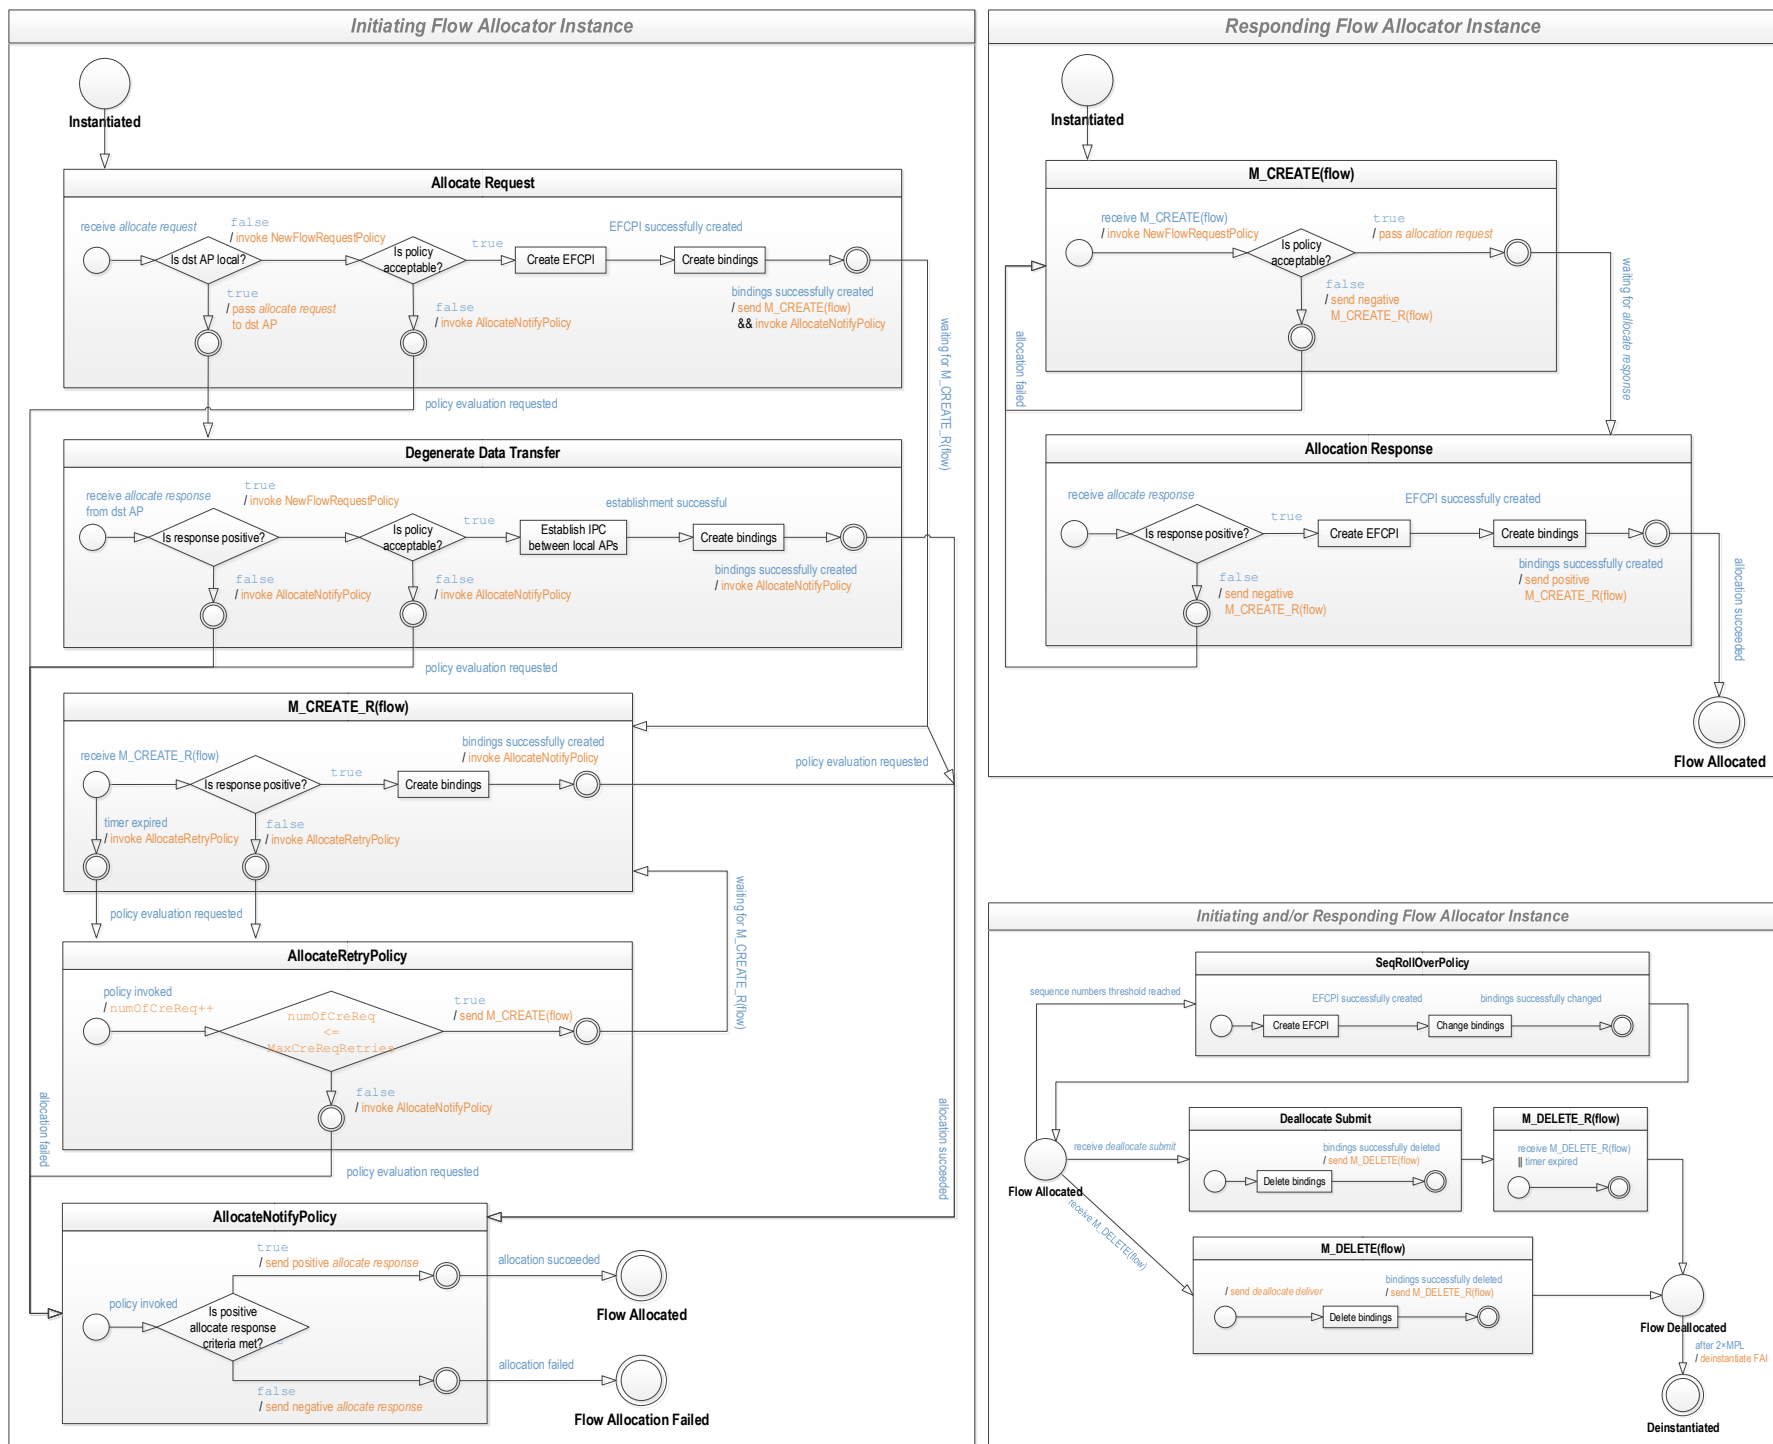 Initiating Flow Allocator Instance
Instantiated
Allocate Request
receive allocate request
false
/ invoke NewFlowRequestPolicy
Is dst AP local?
true
/ pass allocate request
to dst AP
Is policy
acceptable?
true
false
/ invoke AllocateNotifyPolicy
Create EFCPI
EFCPI successfully created
Create bindings
bindings successfully created
/ send M_CREATE(flow)
&& invoke AllocateNotifyPolicy
waiting for M_CREATE_R(flow)
policy evaluation requested
Degenerate Data Transfer
receive allocate response
from dst AP
true
/ invoke NewFlowRequestPolicy
Is response positive?
false
/ invoke AllocateNotifyPolicy
Is policy
acceptable?
true
false
/ invoke AllocateNotifyPolicy
Establish IPC
between local APs
establishment successful
Create bindings
bindings successfully created
/ invoke AllocateNotifyPolicy
policy evaluation requested
M_CREATE_R(flow)
receive M_CREATE_R(flow)
Is response positive?
true
Create bindings
bindings successfully created
/ invoke AllocateNotifyPolicy
policy evaluation requested
timer expired
/ invoke AllocateRetryPolicy
false
/ invoke AllocateRetryPolicy
policy evaluation requested
waiting for M_CREATE_R(flow)
AllocateRetryPolicy
policy invoked
/ numOfCreReq++
numOfCreReq
<=
MaxCreReqRetries
true
/ send M_CREATE(flow)
false
/ invoke AllocateNotifyPolicy
policy evaluation requested
allocation failed
allocation succeeded
AllocateNotifyPolicy
policy invoked
Is positive
allocate response
criteria met?
true
/ send positive allocate response
false
/ send negative allocate response
allocation succeeded
Flow Allocated
allocation failed
Flow Allocation Failed
Responding Flow Allocator Instance
Instantiated
M_CREATE(flow)
receive M_CREATE(flow)
/ invoke NewFlowRequestPolicy
Is policy
acceptable?
true
/ pass allocation request
false
/ send negative
M_CREATE_R(flow)
allocation failed
waiting for allocate response
Allocation Response
receive allocate response
Is response positive?
true
Create EFCPI
EFCPI successfully created
Create bindings
bindings successfully created
/ send positive
M_CREATE_R(flow)
false
/ send negative
M_CREATE_R(flow)
allocation succeeded
Flow Allocated
Initiating and/or Responding Flow Allocator Instance
SeqRollOverPolicy
sequence numbers threshold reached
EFCPI successfully created
bindings successfully changed
Create EFCPI
Change bindings
Flow Allocated
receive deallocate submit
Deallocate Submit
bindings successfully deleted
/ send M_DELETE(flow)
Delete bindings
M_DELETE_R(flow)
receive M_DELETE_R(flow)
|| timer expired
receive M_DELETE(flow)
M_DELETE(flow)
/ send deallocate deliver
bindings successfully deleted
/ send M_DELETE_R(flow)
Delete bindings
Flow Deallocated
after 2×MPL
/ deinstantiate FAI
Deinstantiated